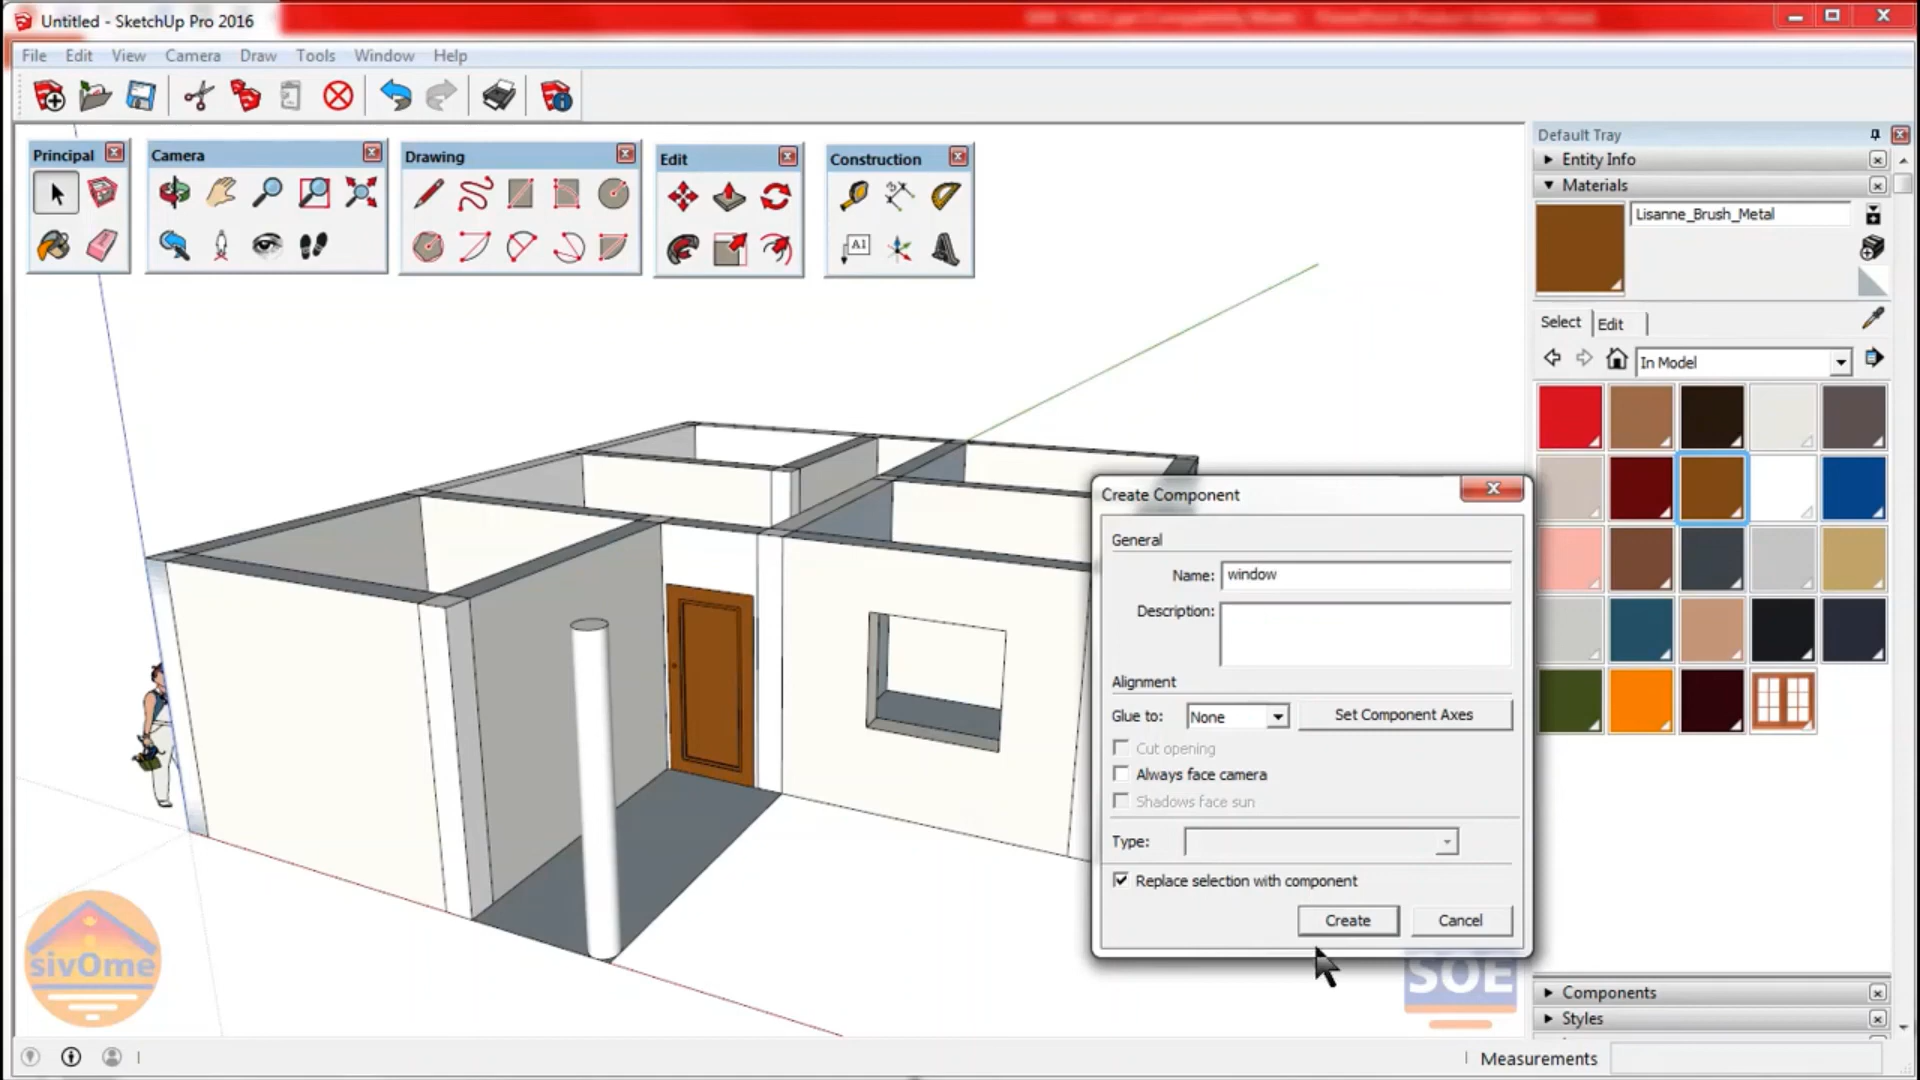 Untitled - SketchUp Pro 2016
File Edit View Camera Draw Tools Window Help
Principal
Camera
Drawing
Edit
Construction
A1
Default Tray
Entity Info
Materials
Lisanne_Brush_Metal
Select Edit
In Model
Create Component
General
Name: window
Description:
Alignment
Glue to: None Set Component Axes
Cut opening
Always face camera
Shadows face sun
Type:
Replace selection with component
Create Cancel
sivOme
SOE
Components
Styles
Measurements